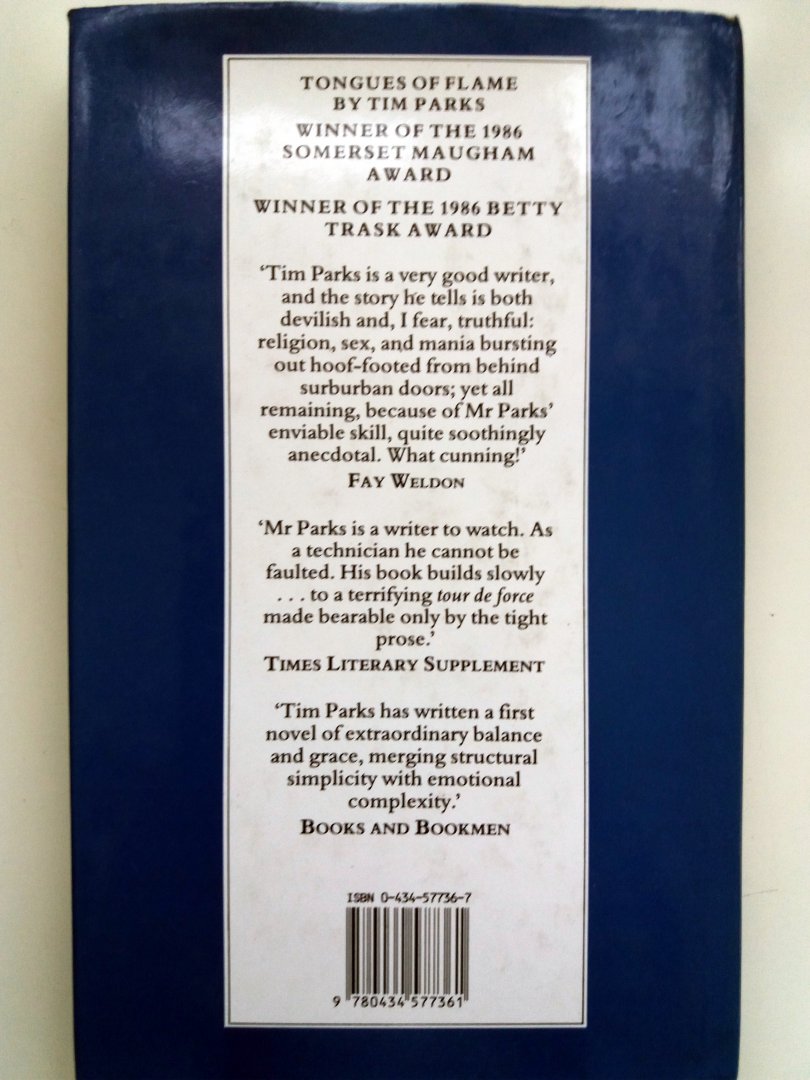 TONGUES OF FLAME
BY TIM PARKS
WINNER OF THE 1986
SOMERSET MAUGHAM
AWARD
WINNER OF THE 1986 BETTY
TRASK AWARD
‘Tim Parks is a very good writer,
and the story he tells is both
devilish and, I fear, truthful:
religion, sex, and mania bursting
out hoof-footed from behind
surburban doors; yet all
remaining, because of Mr Parks’
enviable skill, quite soothingly
anecdotal. What cunning!’
FAY WELDON
‘Mr Parks is a writer to watch. As
a technician he cannot be
faulted. His book builds slowly
. . . to a terrifying tour de force
made bearable only by the tight
prose.’
TIMES LITERARY SUPPLEMENT
‘Tim Parks has written a first
novel of extraordinary balance
and grace, merging structural
simplicity with emotional
complexity.’
BOOKS AND BOOKMEN
ISBN 0-434-57736-7
9 780434 577361